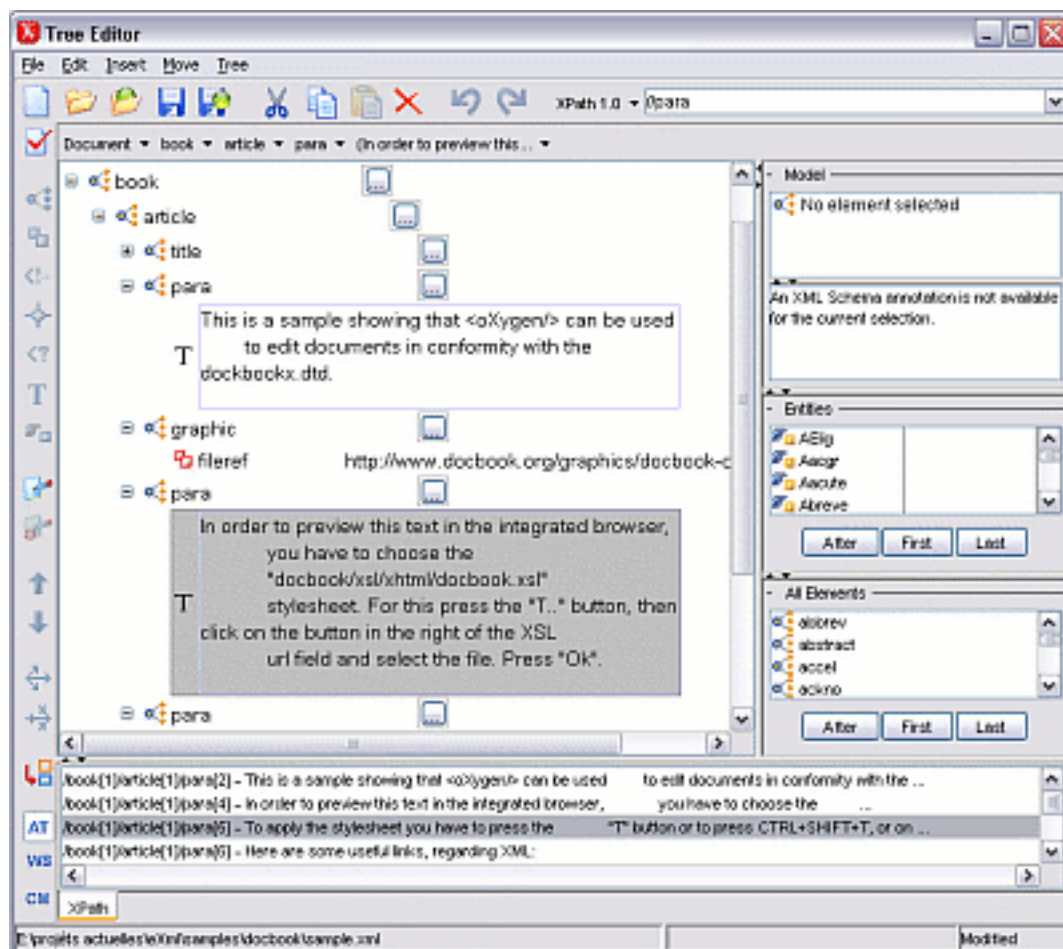 Tree Editor
File Edit Insert Move Tree
XPath 1.0 //para
Document book article para (In order to preview this ...
book
article
title
para
T
This is a sample showing that <oXygen/> can be used
to edit documents in conformity with the
dockbookx.dtd.
graphic
fileref http://www.docbook.org/graphics/docbook-c
para
T
In order to preview this text in the integrated browser,
you have to choose the
"docbook/xsl/xhtml/docbook.xsl"
stylesheet. For this press the "T.." button, then
click on the button in the right of the XSL
url field and select the file. Press "Ok".
para
Model
No element selected
An XML Schema annotation is not available
for the current selection.
Entities
AElig
Aacgr
Aacute
Abreve
After First Last
All Elements
abbrev
abstract
accel
ackno
After First Last
/book[1]/article[1]/para[2] - This is a sample showing that <oXygen/> can be used to edit documents in conformity with the ...
/book[1]/article[1]/para[4] - In order to preview this text in the integrated browser, you have to choose the ...
/book[1]/article[1]/para[5] - To apply the stylesheet you have to press the "T" button or to press CTRL+SHIFT+T, or on ...
/book[1]/article[1]/para[6] - Here are some useful links, regarding XML:
AT
WS
CM
XPath
E:\projéts actuelles\eXml\samples\docbook\sample.xml
Modified